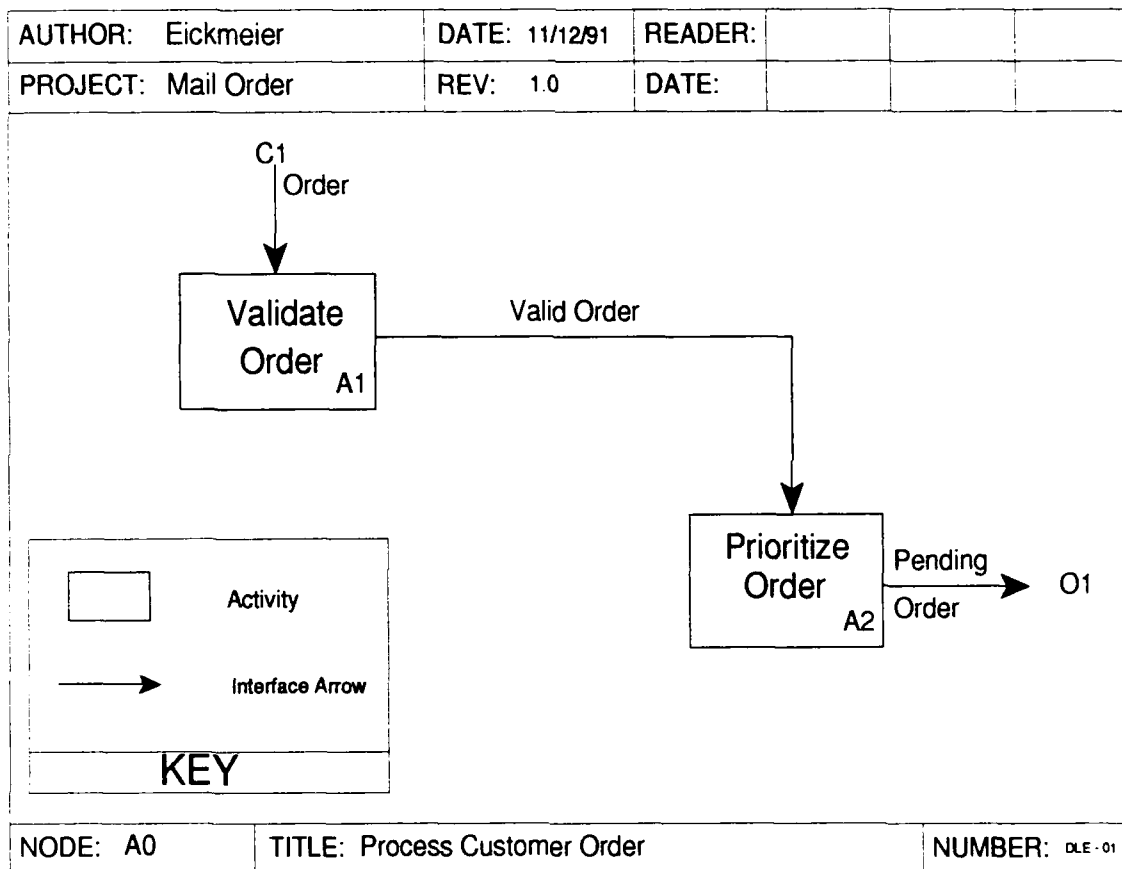 AUTHOR: Eickmeier DATE: 11/12/91 READER:
PROJECT: Mail Order REV: 1.0 DATE:
C1
Order
Validate
Order
A1
Valid Order
Prioritize
Order
A2
Pending
Order
O1
Activity
Interface Arrow
KEY
NODE: A0 TITLE: Process Customer Order NUMBER: DLE - 01